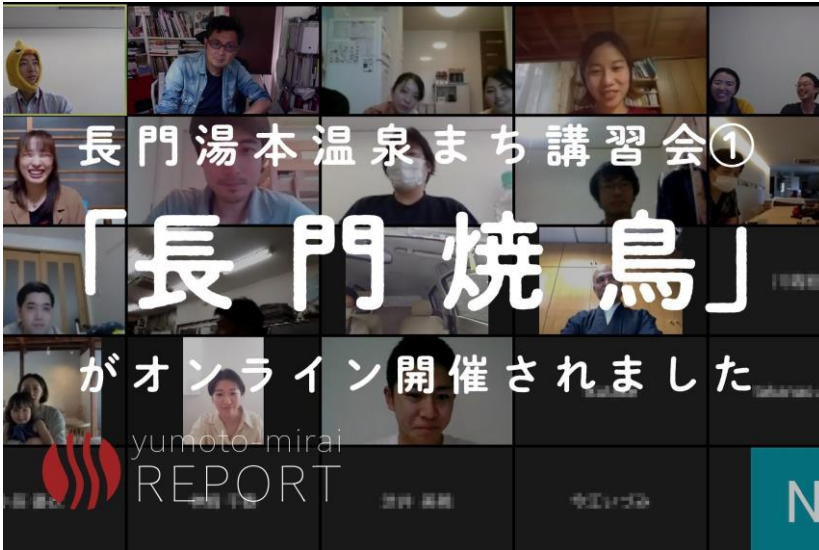 長門湯本温泉まち講習会①
「長門焼鳥」
がオンライン開催されました
yumoto-mirai
REPORT
N